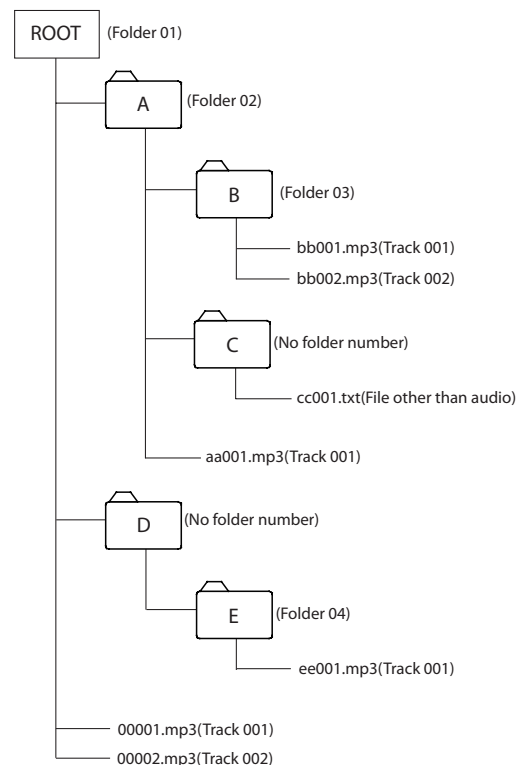 ROOT (Folder 01)
A (Folder 02)
B (Folder 03)
bb001.mp3(Track 001)
bb002.mp3(Track 002)
C (No folder number)
cc001.txt(File other than audio)
aa001.mp3(Track 001)
D (No folder number)
E (Folder 04)
ee001.mp3(Track 001)
00001.mp3(Track 001)
00002.mp3(Track 002)